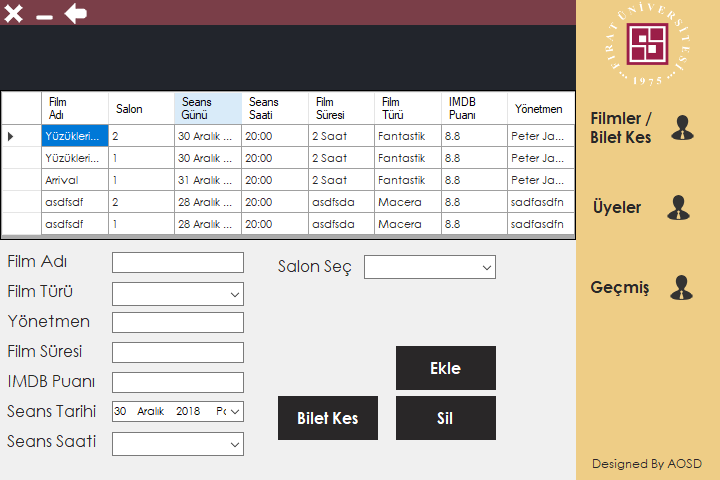 FIRAT ÜNİVERSİTESİ
1975
Film Adı Salon Seans Günü Seans Saati Film Süresi Film Türü IMDB Puanı Yönetmen
Yüzükleri... 2 30 Aralık ... 20:00 2 Saat Fantastik 8.8 Peter Ja...
Yüzükleri... 1 30 Aralık ... 20:00 2 Saat Fantastik 8.8 Peter Ja...
Arrival 1 31 Aralık ... 20:00 2 Saat Fantastik 8.8 Peter Ja...
asdfsdf 2 28 Aralık ... 20:00 asdfsda Macera 8.8 sadfasdfn
asdfsdf 1 28 Aralık ... 20:00 asdfsdf Macera 8.8 sadfasdfn
Filmler /
Bilet Kes
Üyeler
Geçmiş
Film Adı
Salon Seç
Film Türü
Yönetmen
Film Süresi
IMDB Puanı
Seans Tarihi 30 Aralık 2018
Seans Saati
Ekle
Bilet Kes
Sil
Designed By AOSD